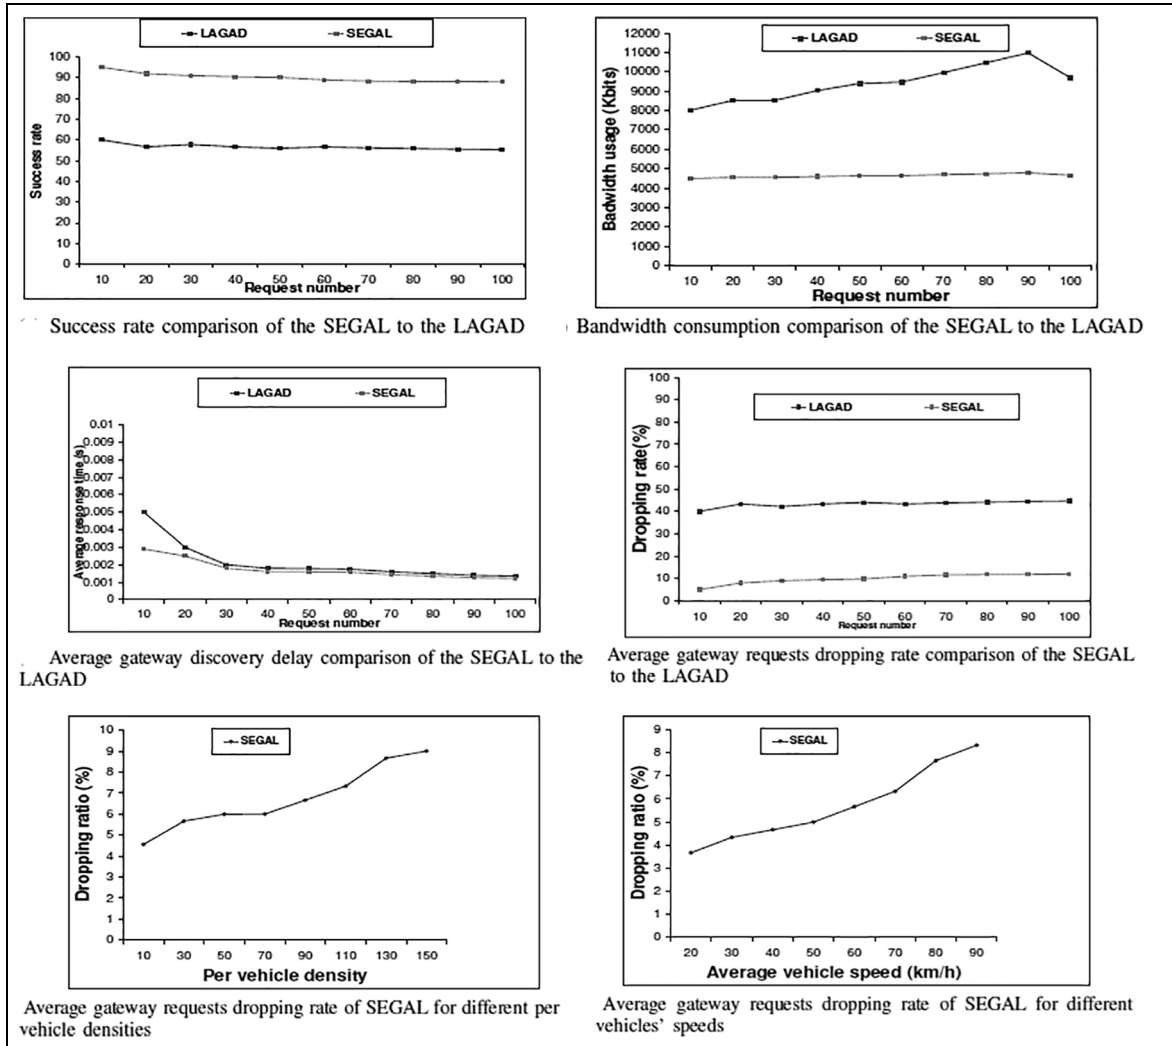 LAGAD SEGAL
100
90
80
70
60
50
40
30
20
10
0
Success rate
10 20 30 40 50 60 70 80 90 100
Request number
Success rate comparison of the SEGAL to the LAGAD
LAGAD SEGAL
12000
11000
10000
9000
8000
7000
6000
5000
4000
3000
2000
1000
0
Badwidth usage (Kbits)
10 20 30 40 50 60 70 80 90 100
Request number
) Bandwidth consumption comparison of the SEGAL to the LAGAD
LAGAD SEGAL
0.01
0.009
0.008
0.007
0.006
0.005
0.004
0.003
0.002
0.001
0
Average response time (s)
10 20 30 40 50 60 70 80 90 100
Request number
Average gateway discovery delay comparison of the SEGAL to the
LAGAD
LAGAD SEGAL
100
90
80
70
60
50
40
30
20
10
0
Dropping rate(%)
10 20 30 40 50 60 70 80 90 100
Request number
Average gateway requests dropping rate comparison of the SEGAL
to the LAGAD
SEGAL
10
9
8
7
6
5
4
3
2
1
0
Dropping ratio (%)
10 30 50 70 90 110 130 150
Per vehicle density
Average gateway requests dropping rate of SEGAL for different per
vehicle densities
SEGAL
9
8
7
6
5
4
3
2
1
0
Dropping ratio (%)
20 30 40 50 60 70 80 90
Average vehicle speed (km/h)
Average gateway requests dropping rate of SEGAL for different
vehicles' speeds